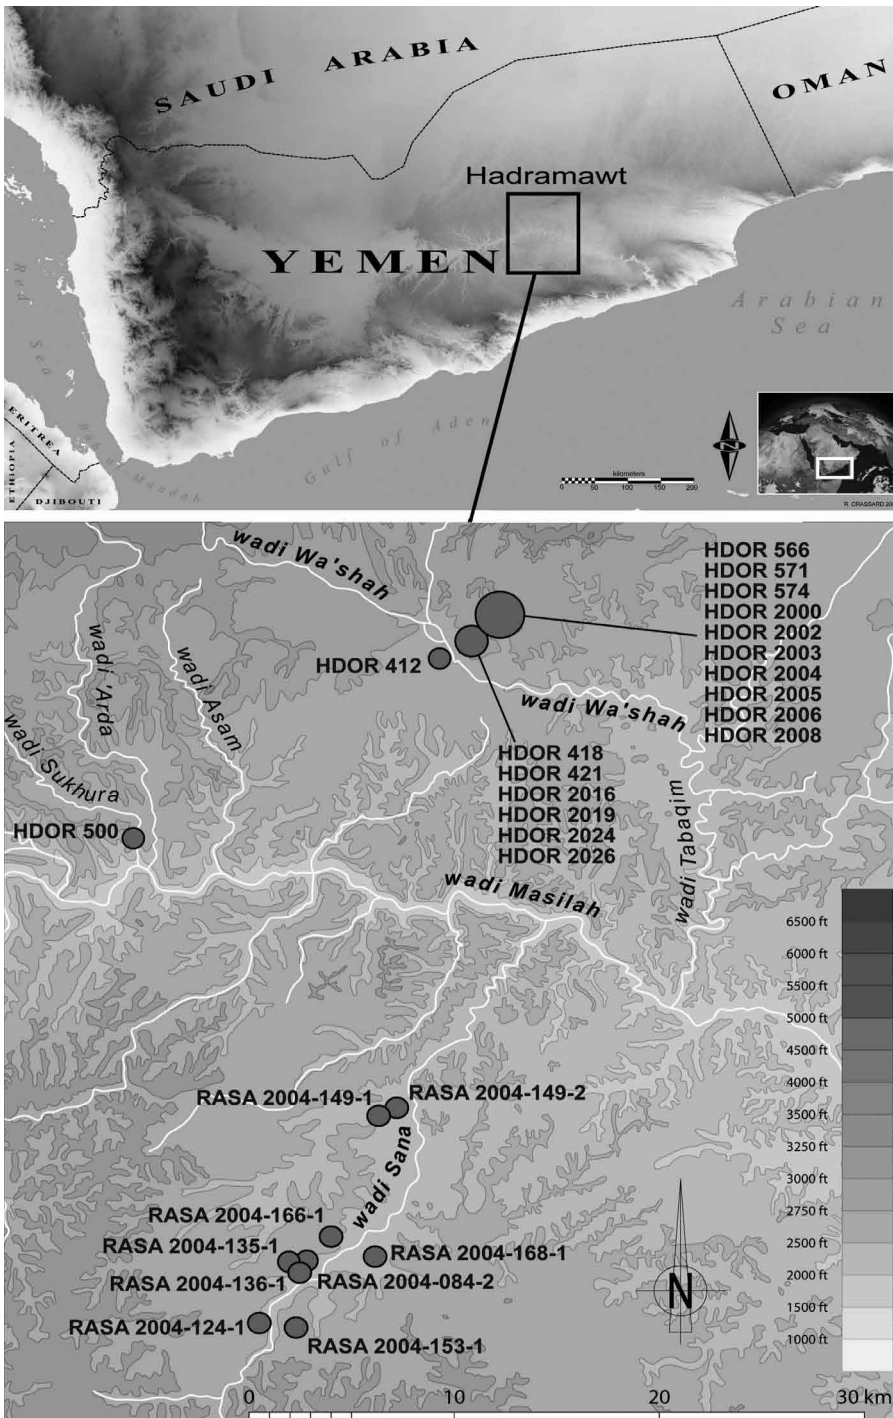 SAUDI ARABIA
OMAN
Hadramawt
YEMEN
Red Sea
Arabian
Sea
Gulf of Aden
ERITREA
ETHIOPIA
DJIBOUTI
Mandab
N
kilometers
0 50 100 150 200
R. CRASSARD
wadi Wa'shah
HDOR 566
HDOR 571
HDOR 574
HDOR 2000
HDOR 2002
HDOR 2003
HDOR 2004
HDOR 2005
HDOR 2006
HDOR 2008
HDOR 412
wadi 'Arda
wadi Asam
wadi Sukhura
wadi Wa'shah
HDOR 418
HDOR 421
HDOR 2016
HDOR 2019
HDOR 2024
HDOR 2026
HDOR 500
wadi Tabaqim
wadi Masilah
6500 ft
6000 ft
5500 ft
5000 ft
4500 ft
4000 ft
3500 ft
3250 ft
3000 ft
2750 ft
2500 ft
2000 ft
1500 ft
1000 ft
RASA 2004-149-1
RASA 2004-149-2
wadi Sana
RASA 2004-166-1
RASA 2004-135-1
RASA 2004-168-1
RASA 2004-136-1
RASA 2004-084-2
RASA 2004-124-1
RASA 2004-153-1
N
0 10 20 30 km